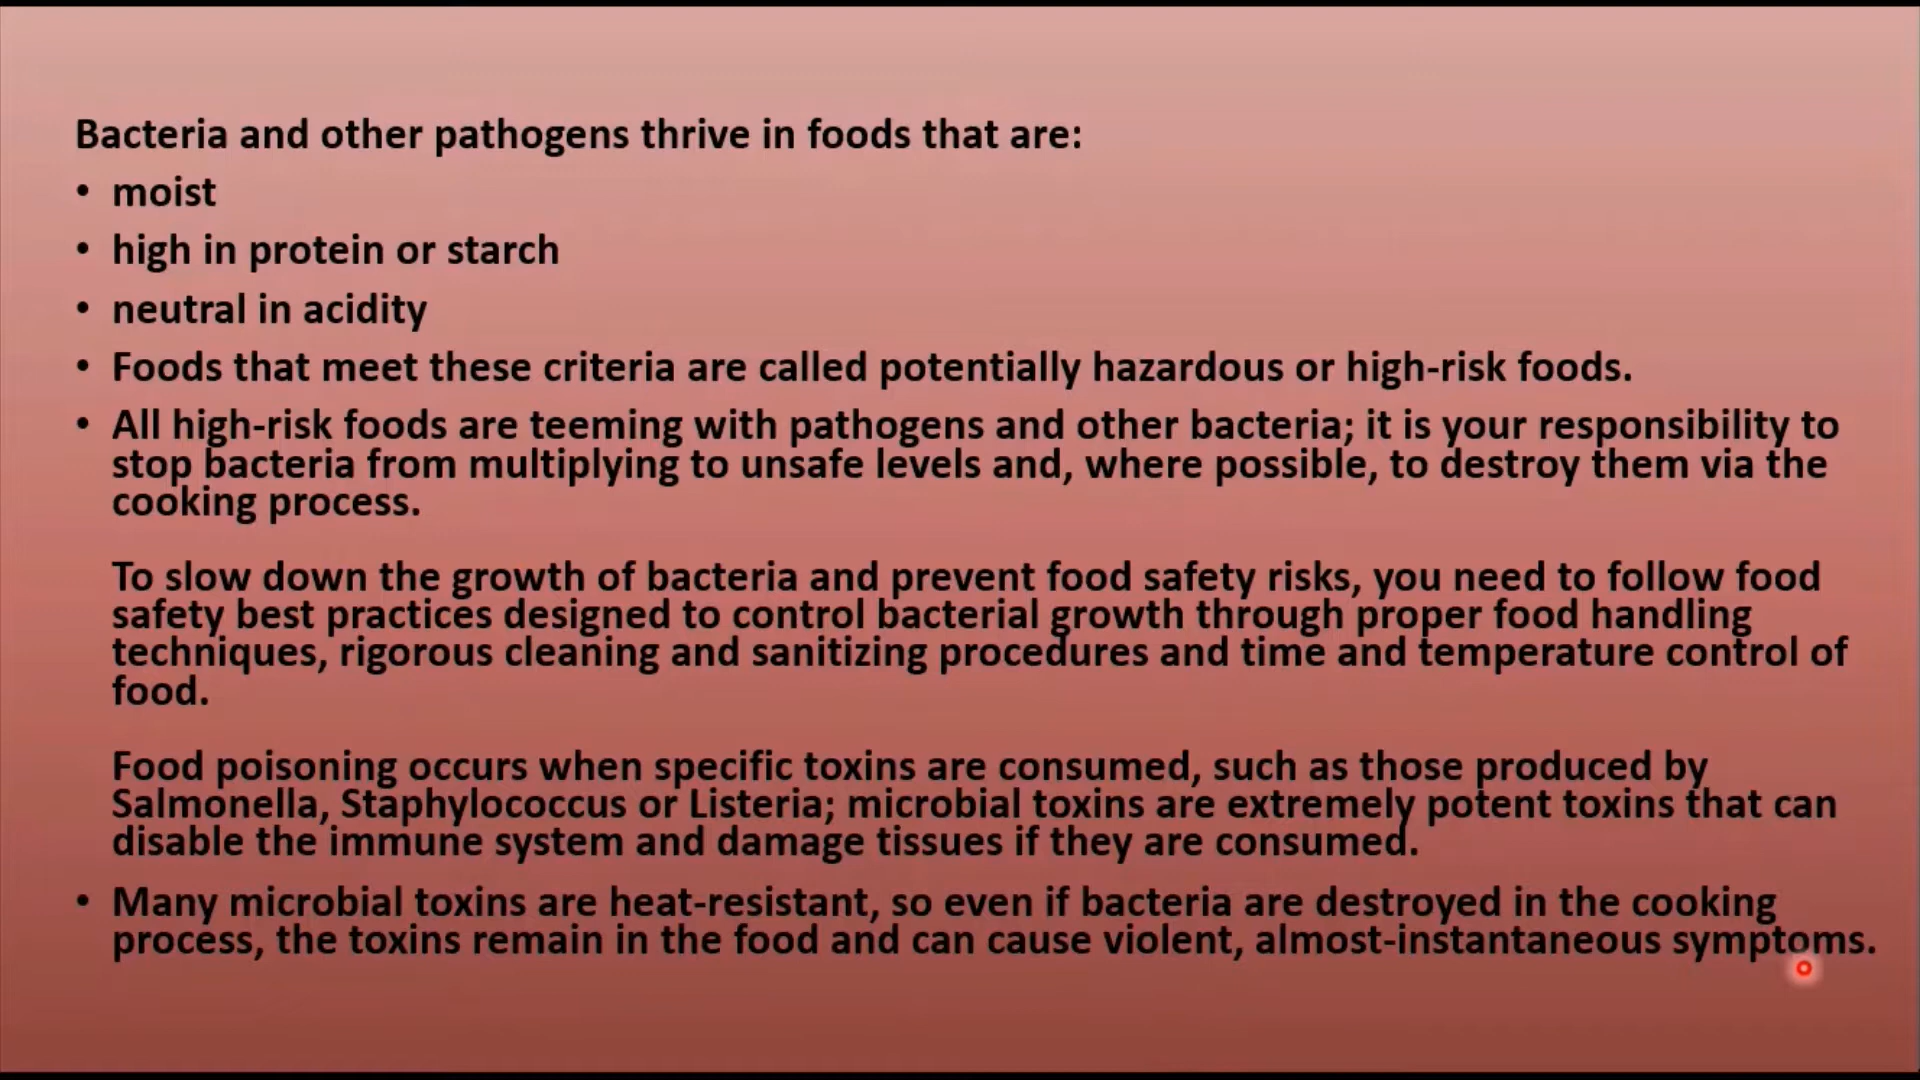 Bacteria and other pathogens thrive in foods that are:
• moist
• high in protein or starch
• neutral in acidity
• Foods that meet these criteria are called potentially hazardous or high-risk foods.
• All high-risk foods are teeming with pathogens and other bacteria; it is your responsibility to
stop bacteria from multiplying to unsafe levels and, where possible, to destroy them via the
cooking process.
To slow down the growth of bacteria and prevent food safety risks, you need to follow food
safety best practices designed to control bacterial growth through proper food handling
techniques, rigorous cleaning and sanitizing procedures and time and temperature control of
food.
Food poisoning occurs when specific toxins are consumed, such as those produced by
Salmonella, Staphylococcus or Listeria; microbial toxins are extremely potent toxins that can
disable the immune system and damage tissues if they are consumed.
• Many microbial toxins are heat-resistant, so even if bacteria are destroyed in the cooking
process, the toxins remain in the food and can cause violent, almost-instantaneous symptoms.